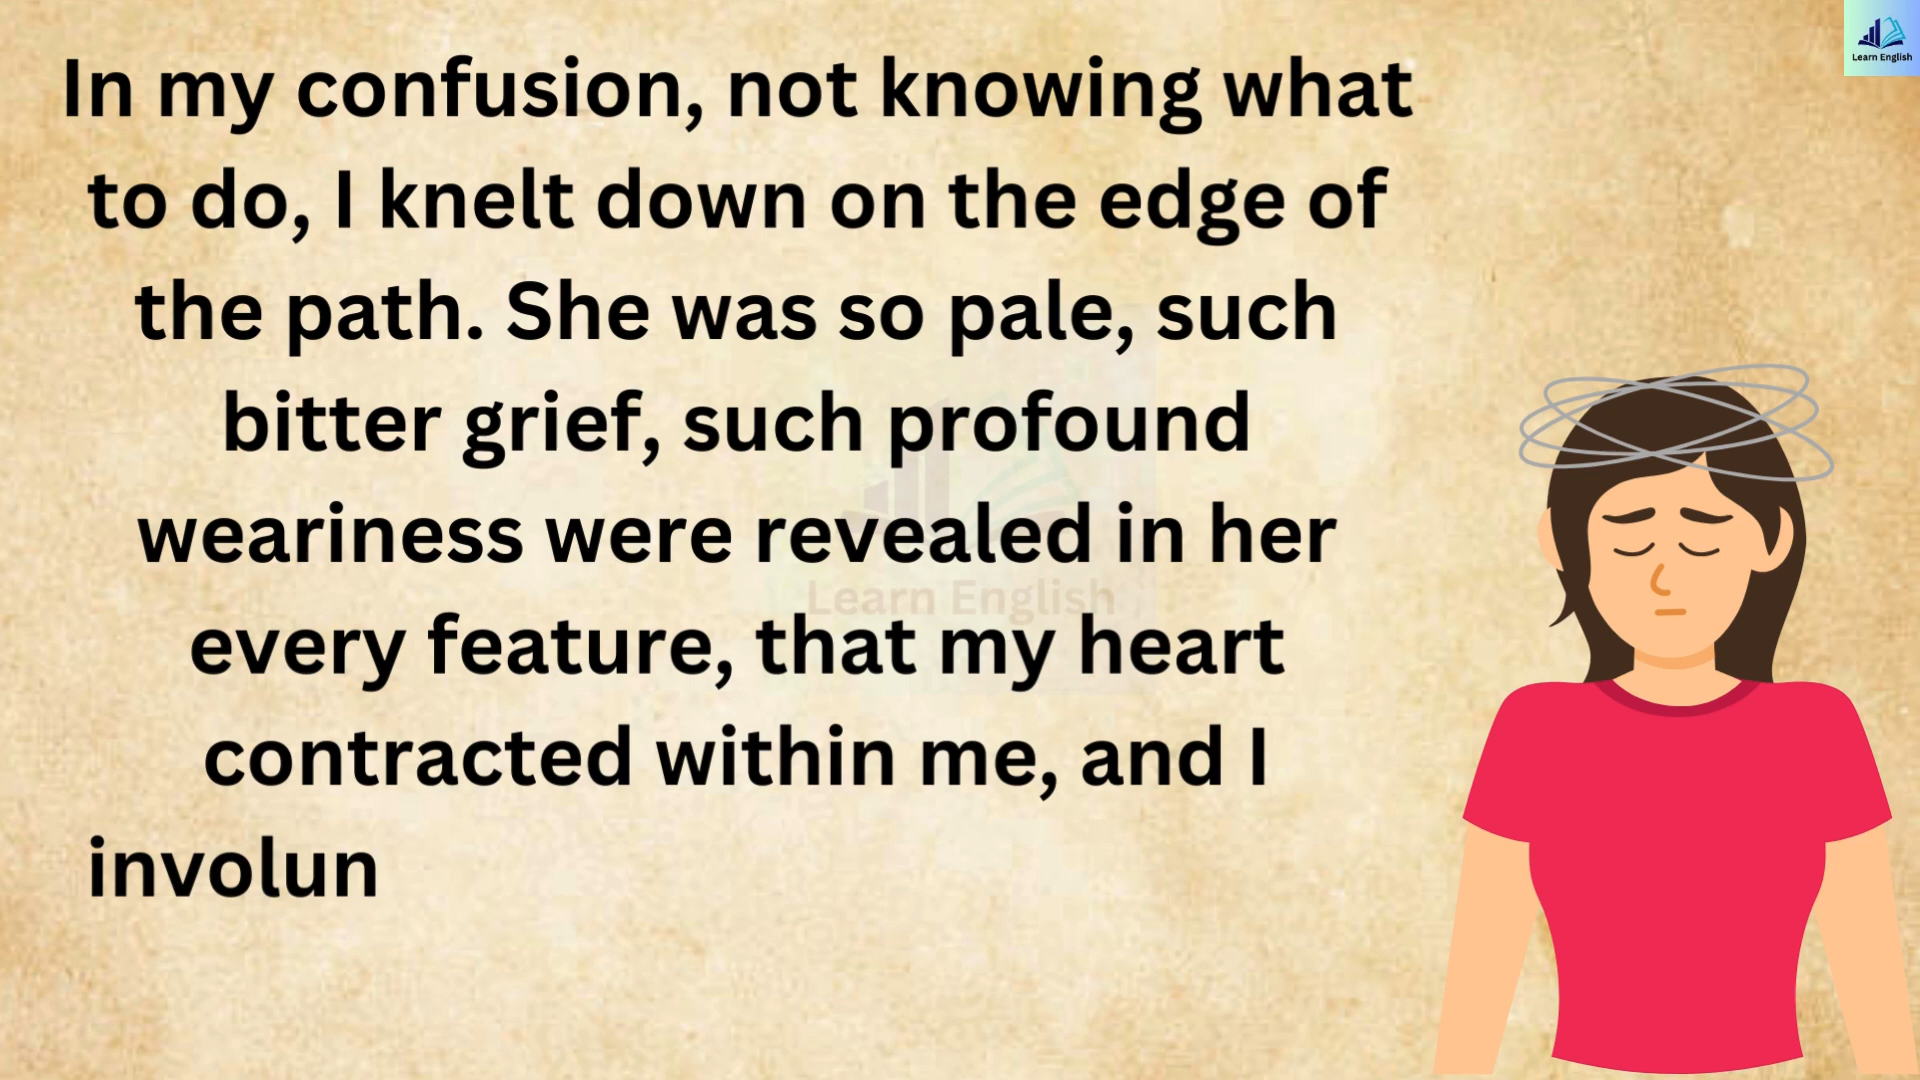 In my confusion, not knowing what
to do, I knelt down on the edge of
the path. She was so pale, such
bitter grief, such profound
weariness were revealed in her
every feature, that my heart
contracted within me, and I
involun
Learn English
Learn English